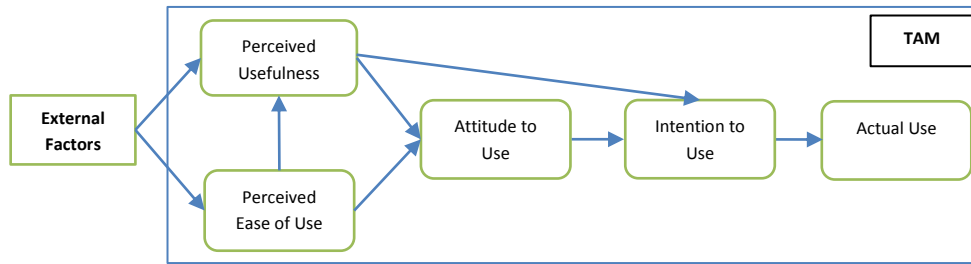 Perceived
Usefulness
TAM
External
Factors
Attitude to
Use
Intention to
Use
Actual Use
Perceived
Ease of Use